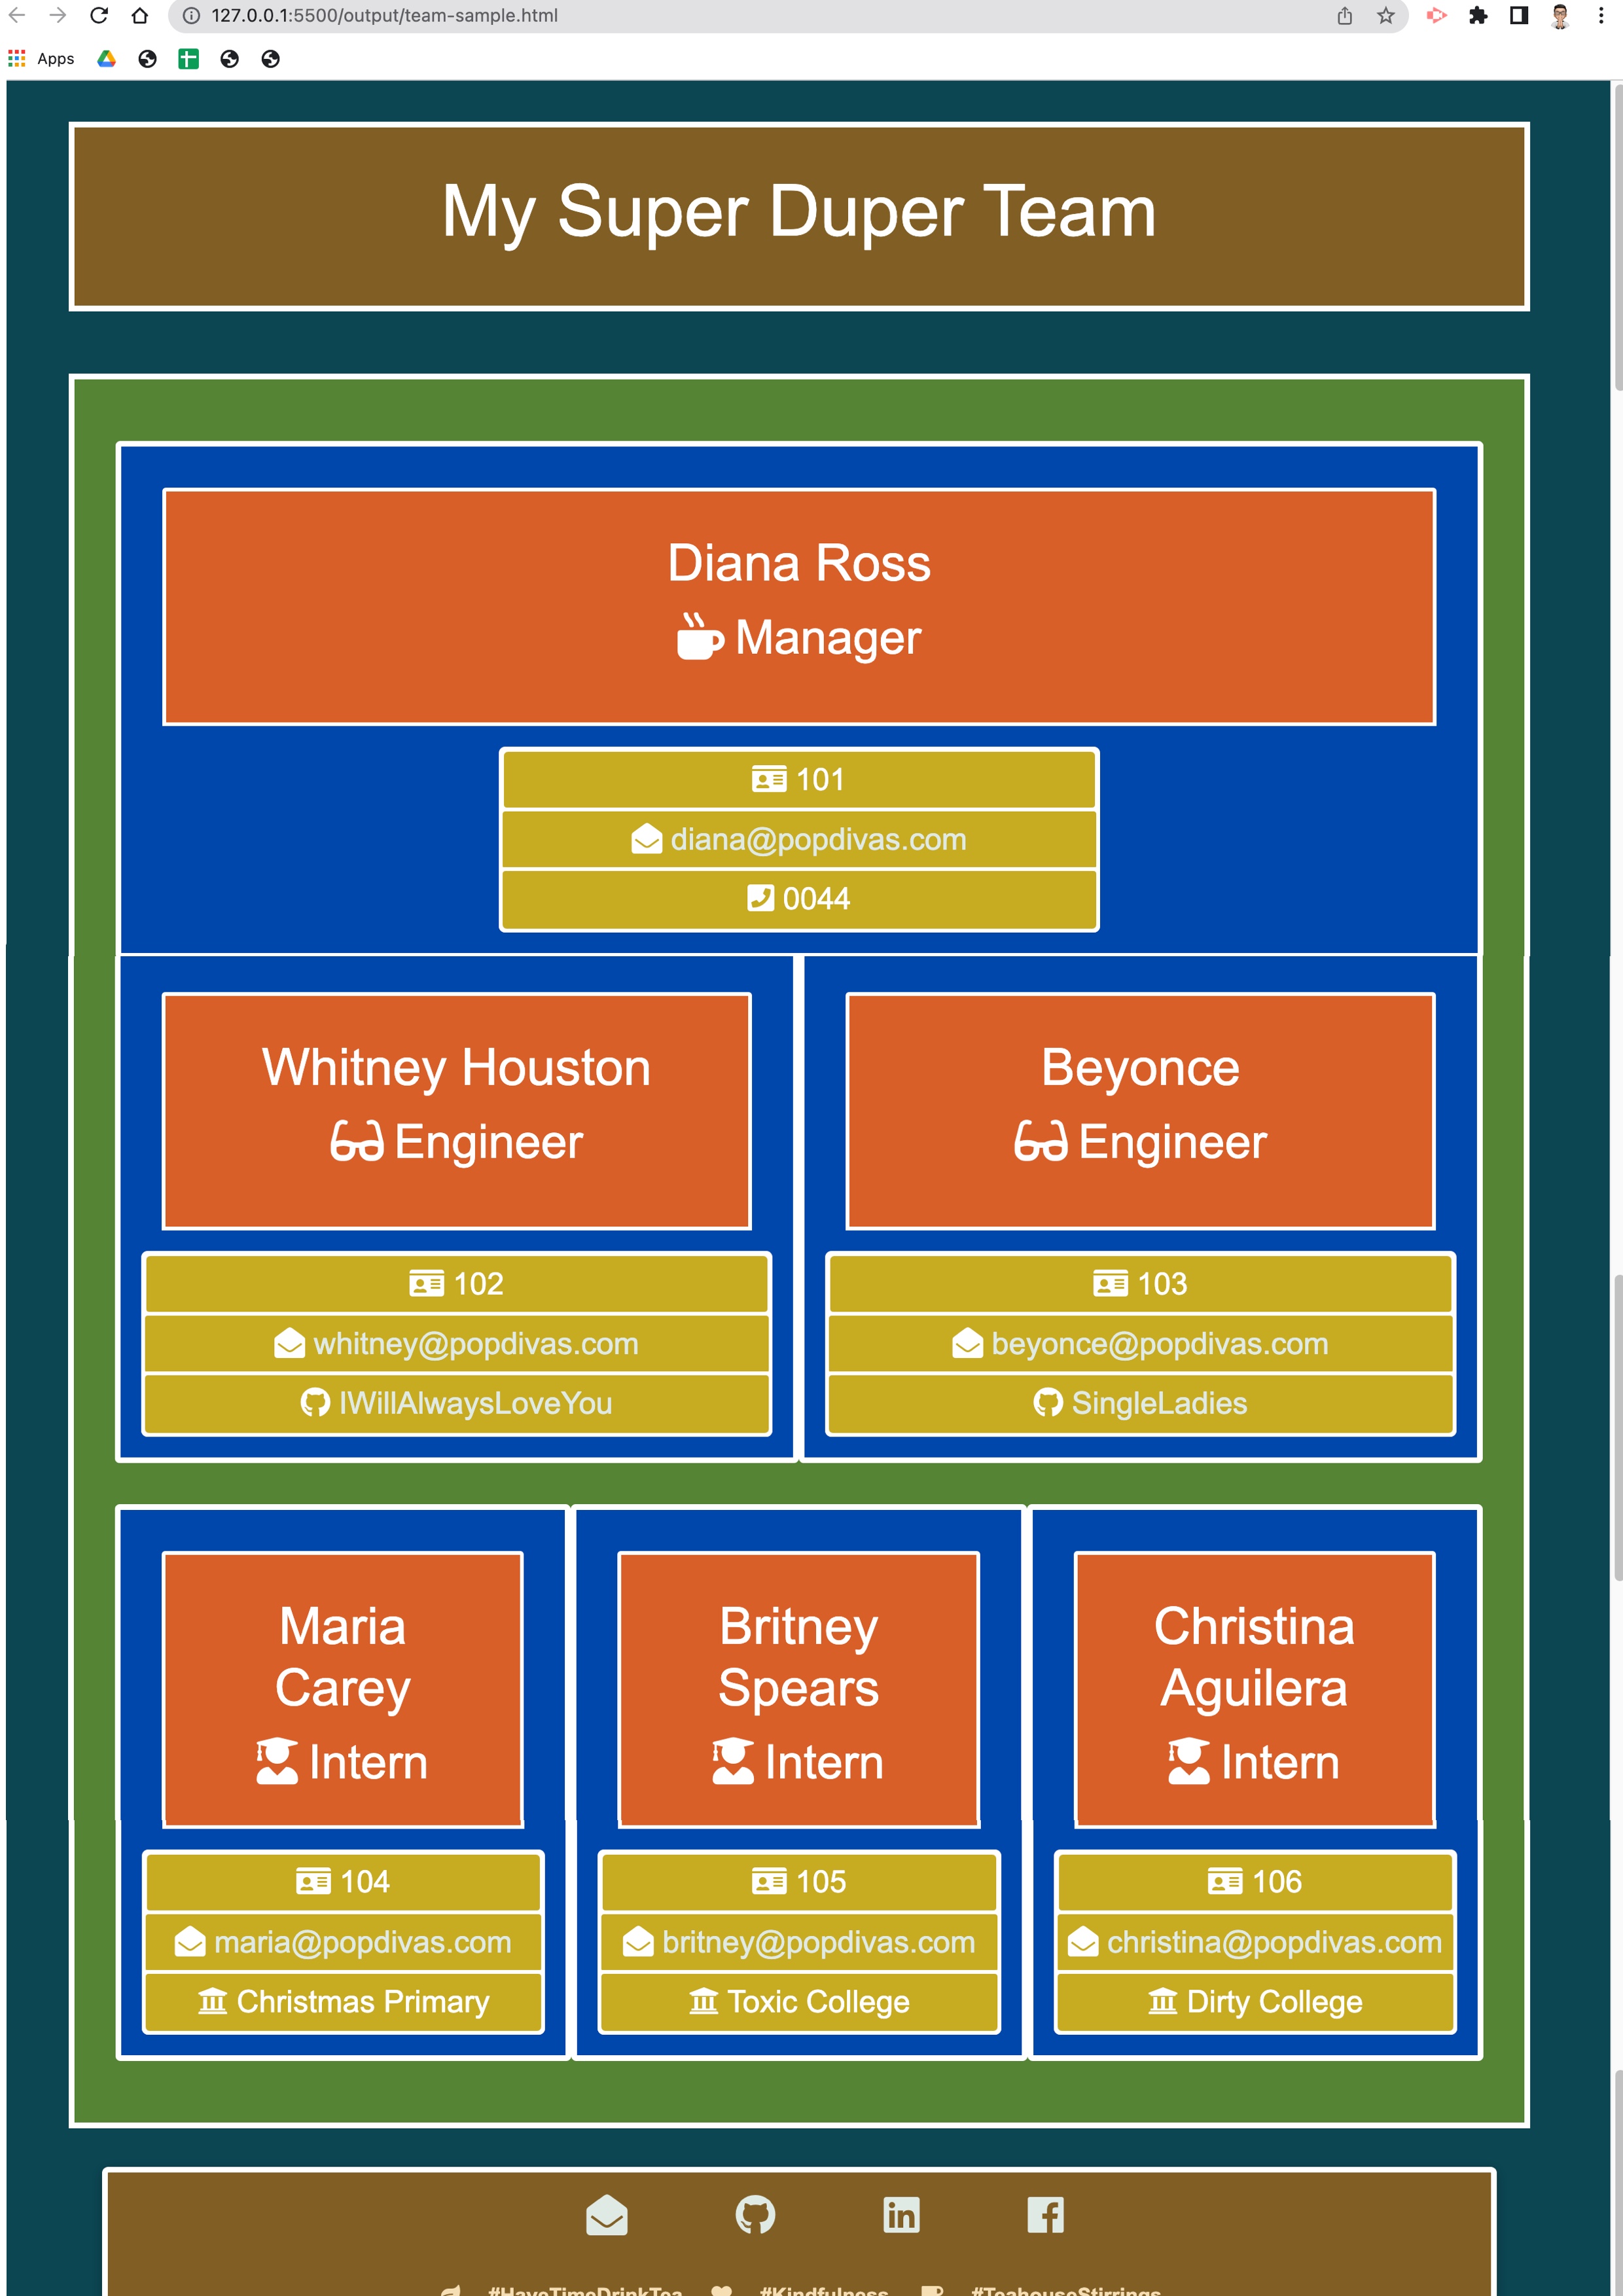 127.0.0.1:5500/output/team-sample.html
Apps
My Super Duper Team
Diana Ross
Manager
101
diana@popdivas.com
0044
Whitney Houston
Engineer
102
whitney@popdivas.com
IWillAlwaysLoveYou
Beyonce
Engineer
103
beyonce@popdivas.com
SingleLadies
Maria
Carey
Intern
104
maria@popdivas.com
Christmas Primary
Britney
Spears
Intern
105
britney@popdivas.com
Toxic College
Christina
Aguilera
Intern
106
christina@popdivas.com
Dirty College
#HaveTimeDrinkTea #Kindfulness #TeahouseStirrings